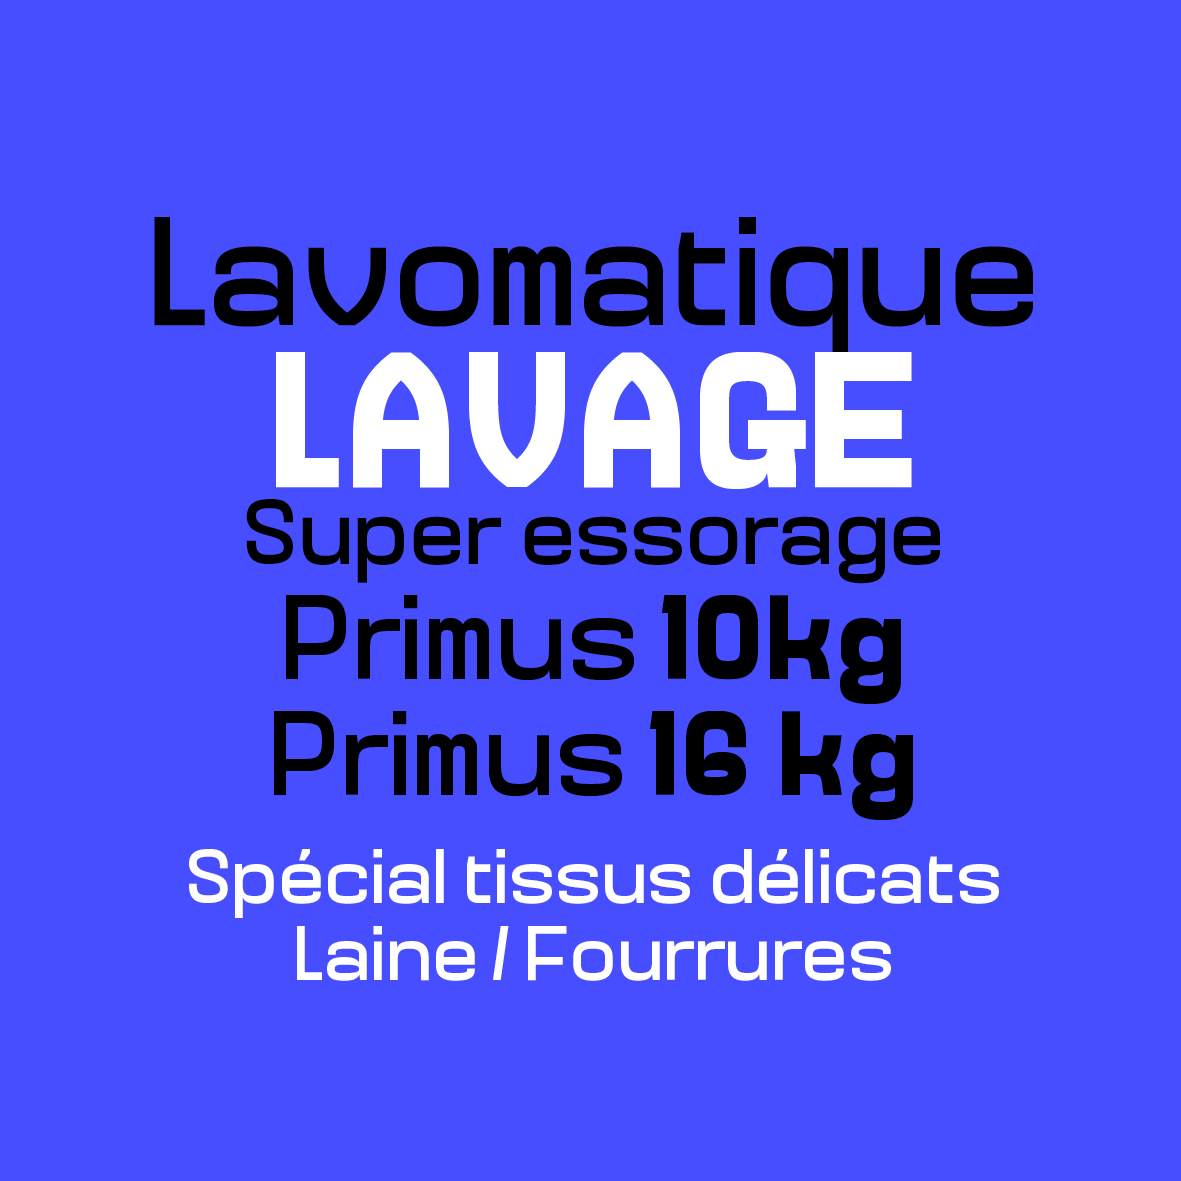 Lavomatique
LAVAGE
Super essorage
Primus 10kg
Primus 16 kg
Spécial tissus délicats
Laine / Fourrures